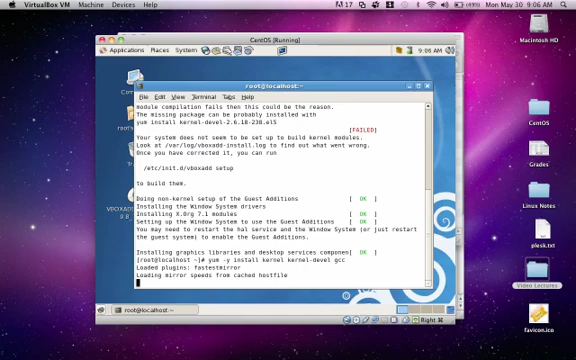 VirtualBox VM Machine Devices Help
17
(49%) Mon May 30 9:06 AM
CentOS [Running]
Applications Places System
9:06 AM
root@localhost:~
File Edit View Terminal Tabs Help
module compilation fails then this could be the reason.
The missing package can be probably installed with
yum install kernel-devel-2.6.18-238.el5
[FAILED]
Your system does not seem to be set up to build kernel modules.
Look at /var/log/vboxadd-install.log to find out what went wrong.
Once you have corrected it, you can run
/etc/init.d/vboxadd setup
to build them.
Doing non-kernel setup of the Guest Additions [ OK ]
Installing the Window System drivers
Installing X.Org 7.1 modules [ OK ]
Setting up the Window System to use the Guest Additions [ OK ]
You may need to restart the hal service and the Window System (or just restart
the guest system) to enable the Guest Additions.
Installing graphics libraries and desktop services componen[ OK ]
[root@localhost ~]# yum -y install kernel kernel-devel gcc
Loaded plugins: fastestmirror
Loading mirror speeds from cached hostfile
root@localhost:~
Right ⌘
Macintosh HD
CentOS
Grades
Linux Notes
plesk.txt
Video Lectures
favicon.ico